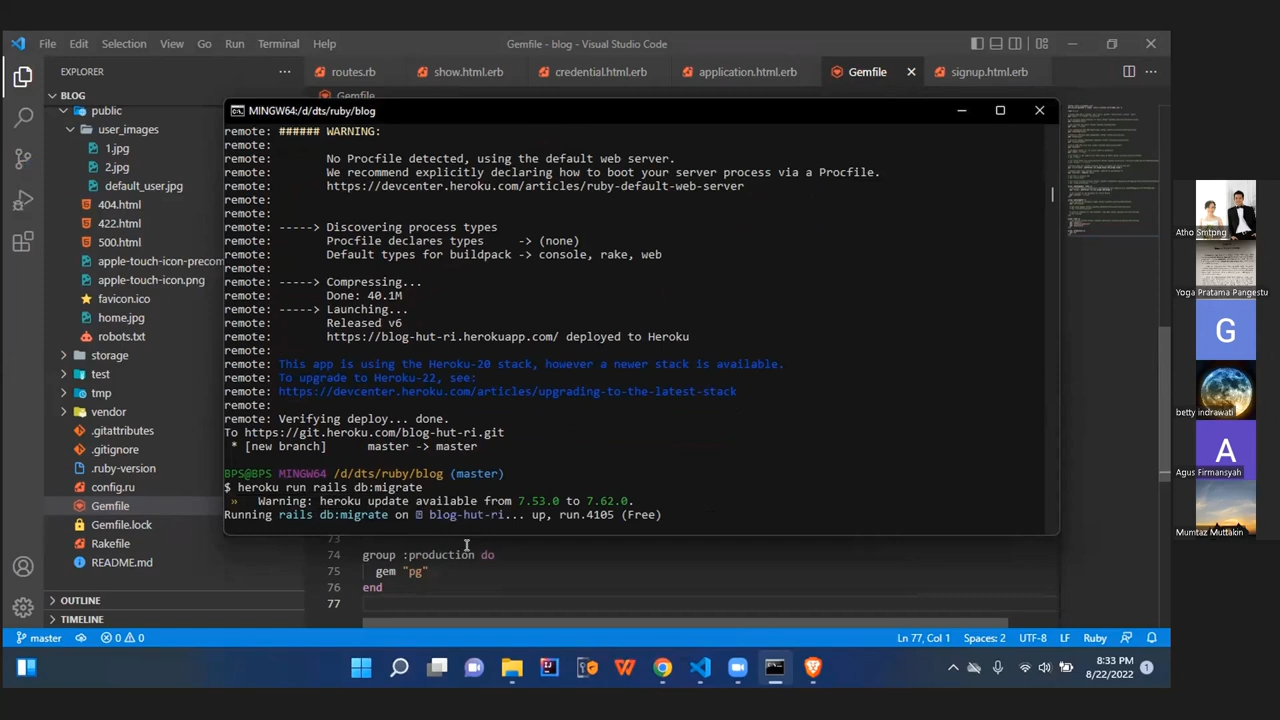 File Edit Selection View Go Run Terminal Help
Gemfile - blog - Visual Studio Code
EXPLORER
routes.rb
show.html.erb
credential.html.erb
application.html.erb
Gemfile
signup.html.erb
BLOG
Gemfile
public
user_images
1.jpg
2.jpg
default_user.jpg
404.html
422.html
500.html
apple-touch-icon-precom
apple-touch-icon.png
favicon.ico
home.jpg
robots.txt
storage
test
tmp
vendor
.gitattributes
.gitignore
.ruby-version
config.ru
Gemfile
Gemfile.lock
Rakefile
README.md
OUTLINE
TIMELINE
MINGW64:/d/dts/ruby/blog
remote: ###### WARNING:
remote:
remote: No Procfile detected, using the default web server.
remote: We recommend explicitly declaring how to boot your server process via a Procfile.
remote: https://devcenter.heroku.com/articles/ruby-default-web-server
remote:
remote:
remote: -----> Discovering process types
remote: Procfile declares types -> (none)
remote: Default types for buildpack -> console, rake, web
remote:
remote: -----> Compressing...
remote: Done: 40.1M
remote: -----> Launching...
remote: Released v6
remote: https://blog-hut-ri.herokuapp.com/ deployed to Heroku
remote:
remote: This app is using the Heroku-20 stack, however a newer stack is available.
remote: To upgrade to Heroku-22, see:
remote: https://devcenter.heroku.com/articles/upgrading-to-the-latest-stack
remote:
remote: Verifying deploy... done.
To https://git.heroku.com/blog-hut-ri.git
* [new branch] master -> master
BPS@BPS MINGW64 /d/dts/ruby/blog (master)
$ heroku run rails db:migrate
» Warning: heroku update available from 7.53.0 to 7.62.0.
Running rails db:migrate on blog-hut-ri... up, run.4105 (Free)
73
74 group :production do
75 gem "pg"
76 end
77
master
0 0
Ln 77, Col 1
Spaces: 2
UTF-8
LF
Ruby
8:33 PM
8/22/2022
1
Atho Smtpng
Yoga Pratama Pangestu
G
betty indrawati
A
Agus Firmansyah
Mumtaz Muttakin